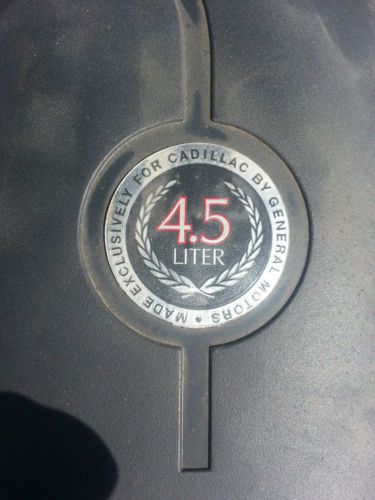 MADE EXCLUSIVELY FOR CADILLAC BY GENERAL MOTORS •
4.5
LITER